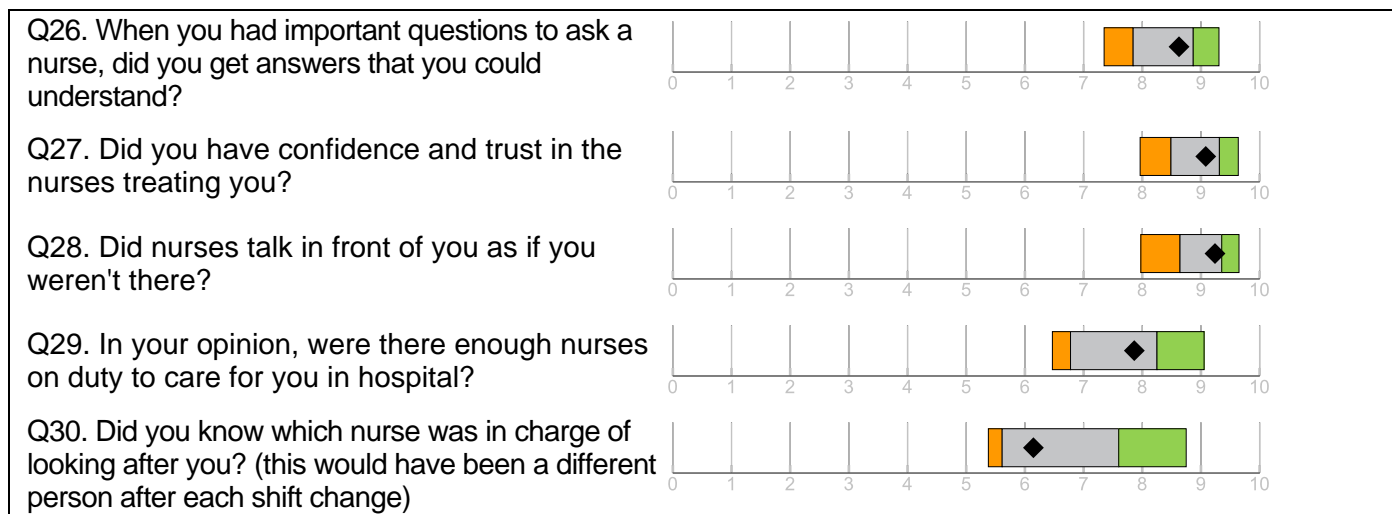 Q26. When you had important questions to ask a
nurse, did you get answers that you could
understand?
0 1 2 3 4 5 6 7 8 9 10
Q27. Did you have confidence and trust in the
nurses treating you?
0 1 2 3 4 5 6 7 8 9 10
Q28. Did nurses talk in front of you as if you
weren't there?
0 1 2 3 4 5 6 7 8 9 10
Q29. In your opinion, were there enough nurses
on duty to care for you in hospital?
0 1 2 3 4 5 6 7 8 9 10
Q30. Did you know which nurse was in charge of
looking after you? (this would have been a different
person after each shift change)
0 1 2 3 4 5 6 7 8 9 10